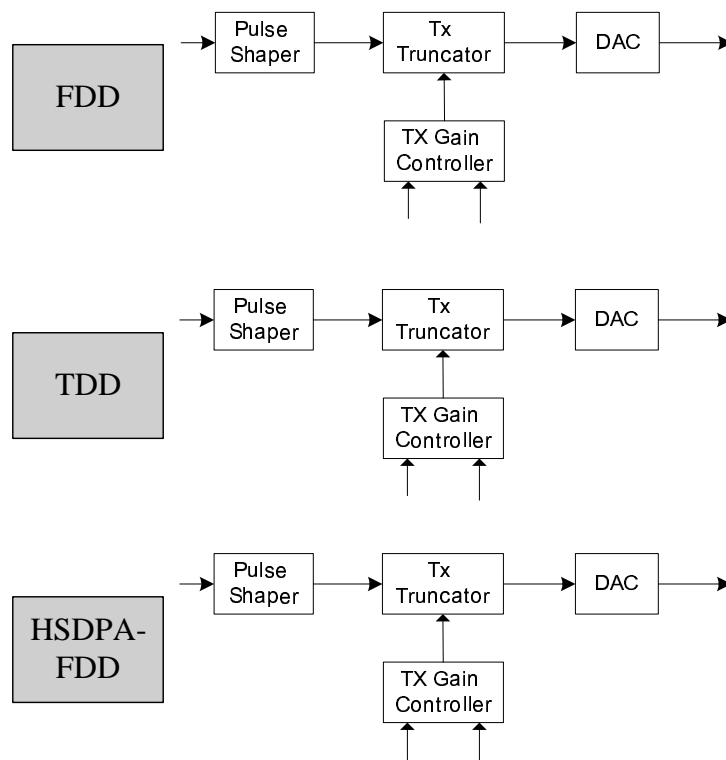 Pulse
Shaper
Tx
Truncator
DAC
FDD
TX Gain
Controller
Pulse
Shaper
Tx
Truncator
DAC
TDD
TX Gain
Controller
Pulse
Shaper
Tx
Truncator
DAC
HSDPA-
FDD
TX Gain
Controller